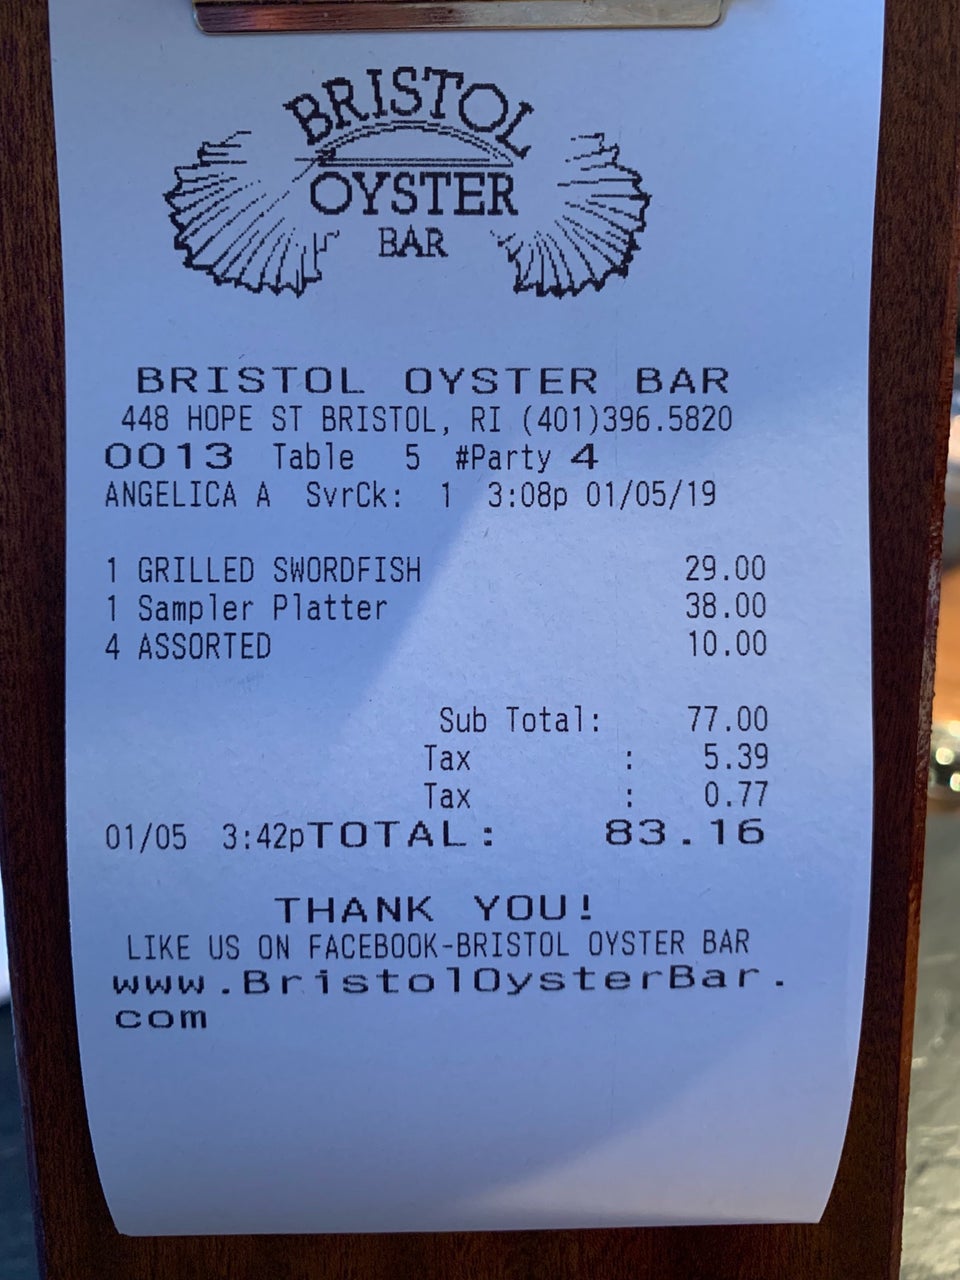 BRISTOL
OYSTER
BAR
BRISTOL OYSTER BAR
448 HOPE ST BRISTOL, RI (401)396.5820
0013 Table 5 #Party 4
ANGELICA A SvrCk: 1 3:08p 01/05/19
1 GRILLED SWORDFISH 29.00
1 Sampler Platter 38.00
4 ASSORTED 10.00
Sub Total: 77.00
Tax : 5.39
Tax : 0.77
01/05 3:42pTOTAL: 83.16
THANK YOU!
LIKE US ON FACEBOOK-BRISTOL OYSTER BAR
www.BristolOysterBar.
com